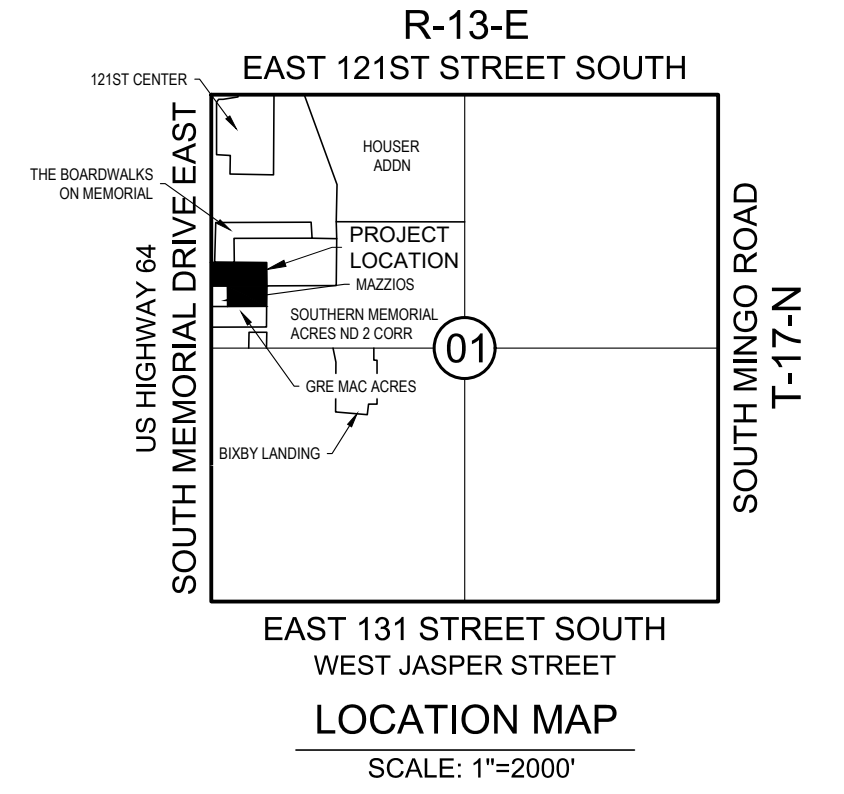 R-13-E
EAST 121ST STREET SOUTH
121ST CENTER
HOUSER
ADDN
THE BOARDWALKS
ON MEMORIAL
PROJECT
LOCATION
MAZZIOS
SOUTHERN MEMORIAL
ACRES ND 2 CORR
01
GRE MAC ACRES
BIXBY LANDING
US HIGHWAY 64
SOUTH MEMORIAL DRIVE EAST
SOUTH MINGO ROAD
T-17-N
EAST 131 STREET SOUTH
WEST JASPER STREET
LOCATION MAP
SCALE: 1"=2000'